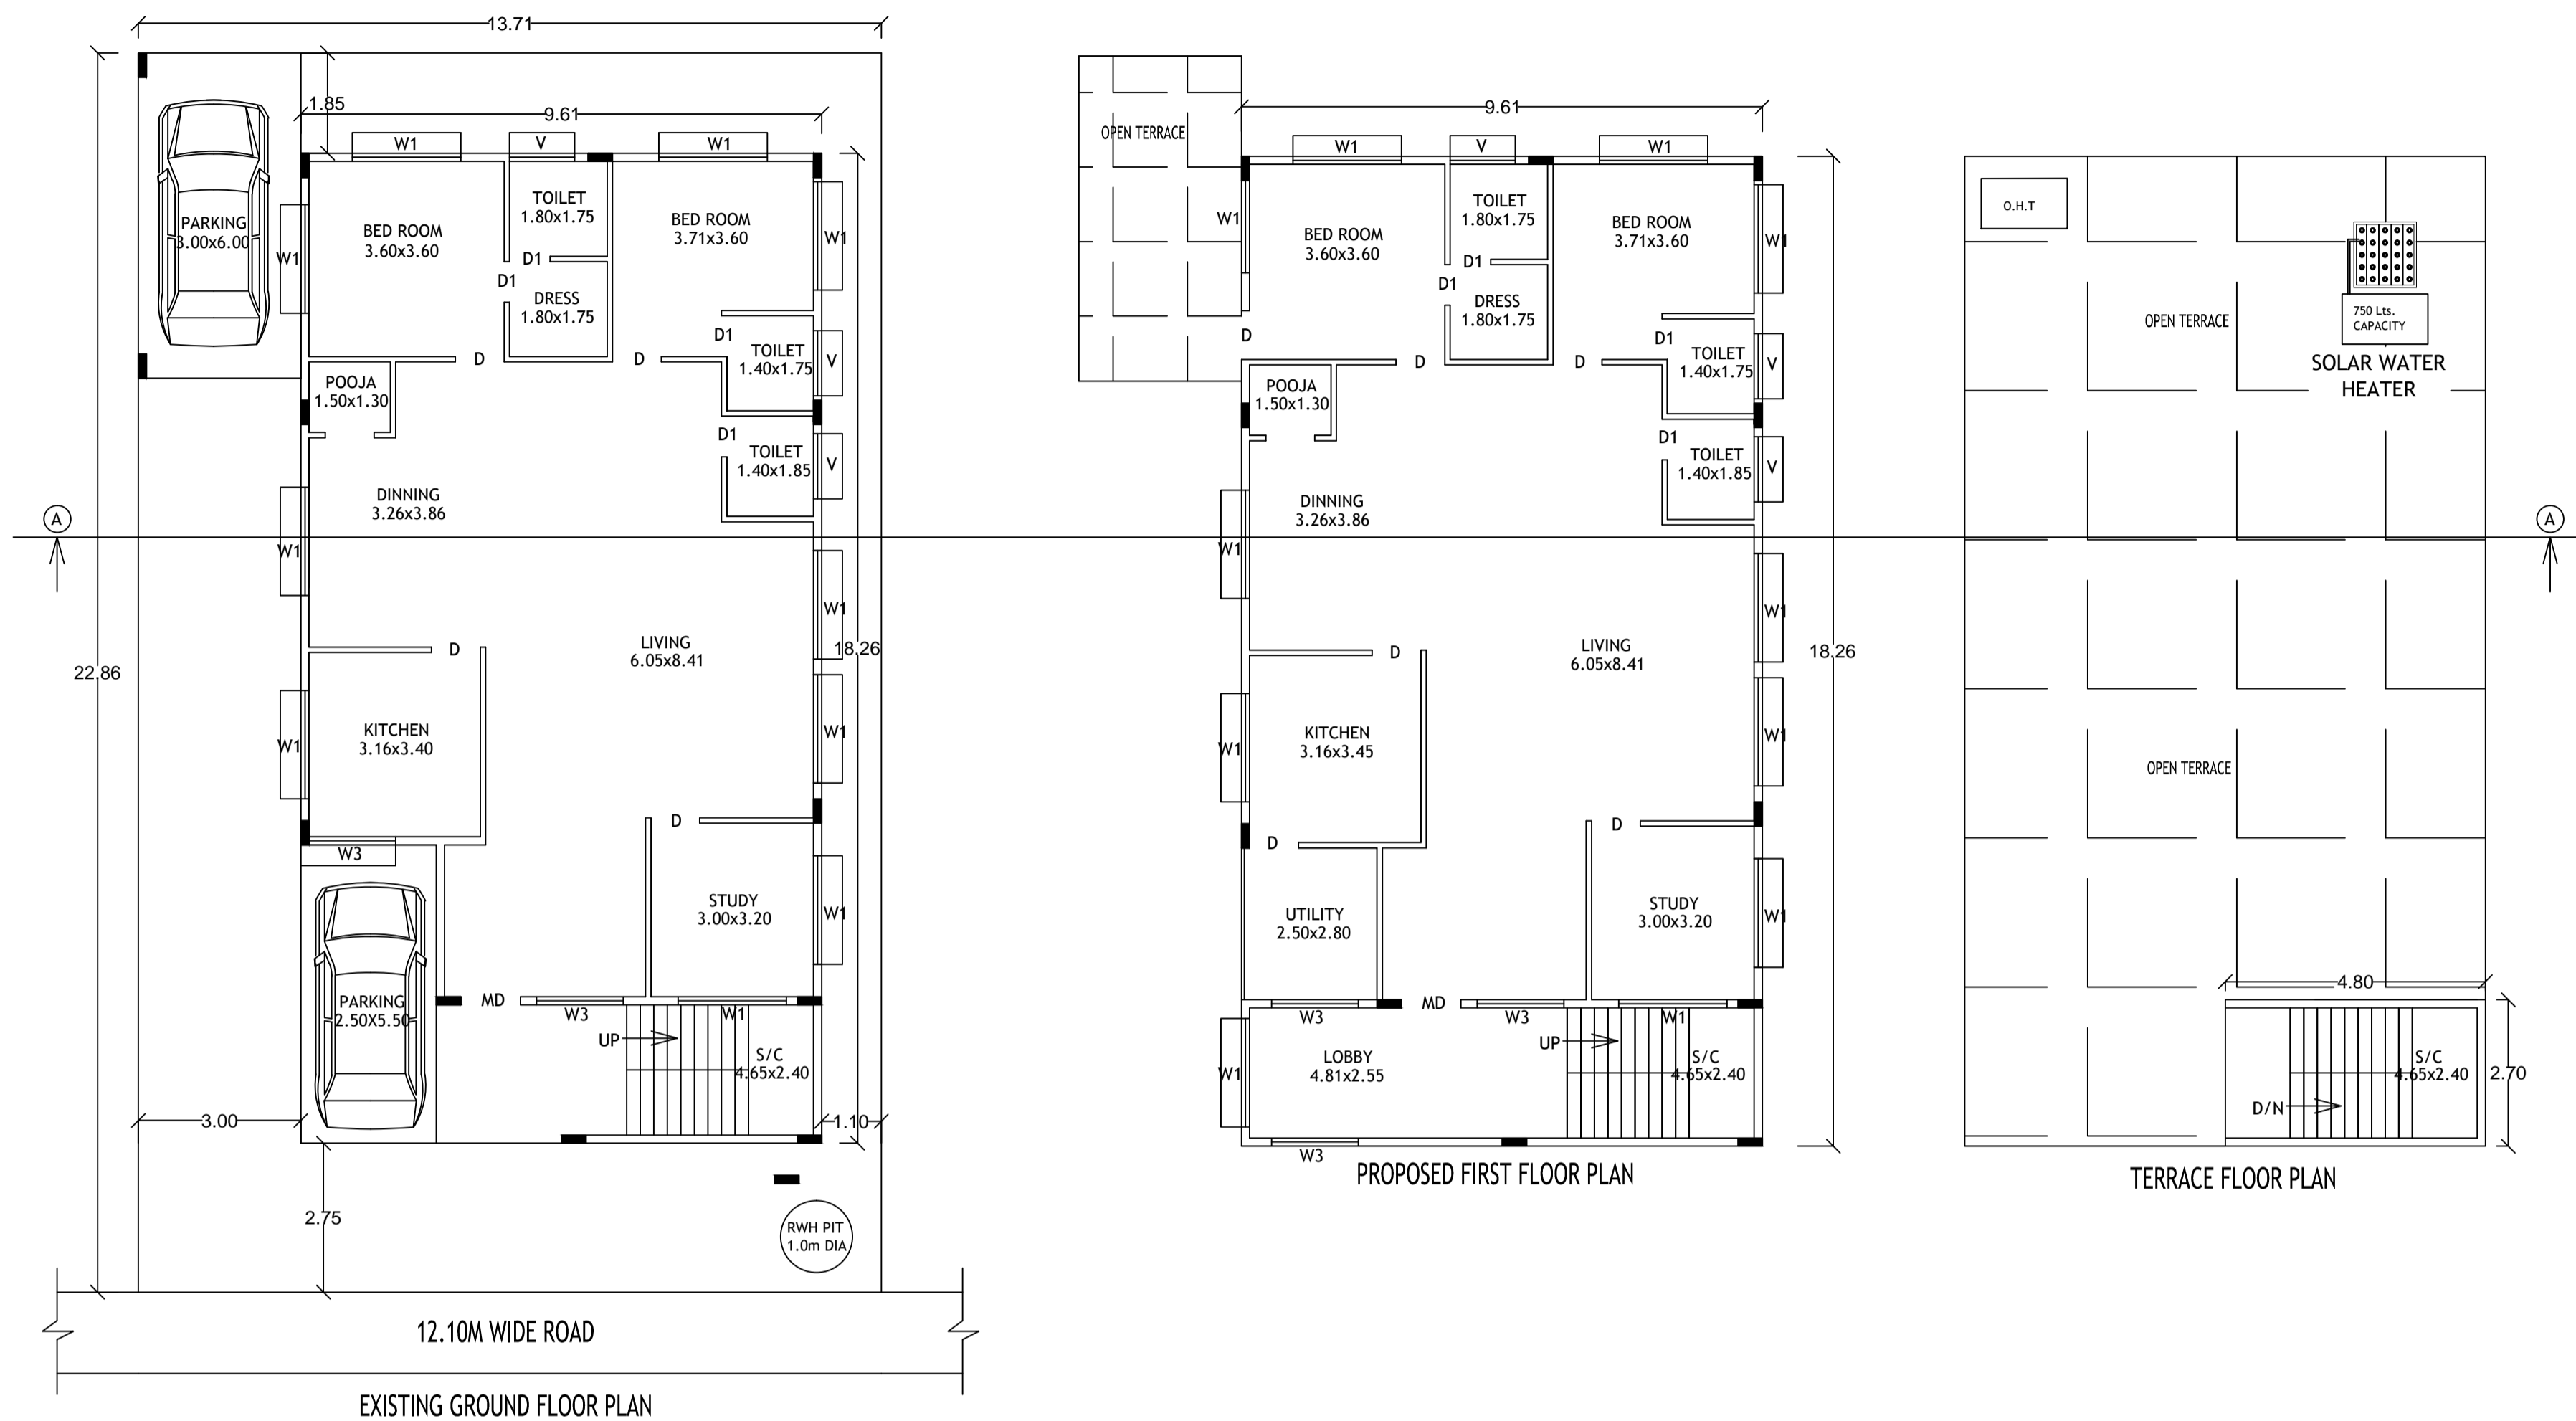 13.71
1.85
9.61
W1
V
W1
PARKING
3.00x6.00
W1
BED ROOM
3.60x3.60
TOILET
1.80x1.75
D1
D1
DRESS
1.80x1.75
BED ROOM
3.71x3.60
W1
D1
TOILET
1.40x1.75
V
D
D
POOJA
1.50x1.30
D1
TOILET
1.40x1.85
V
DINNING
3.26x3.86
A
W1
W1
22.86
D
LIVING
6.05x8.41
18.26
KITCHEN
3.16x3.40
W1
W1
D
W3
STUDY
3.00x3.20
W1
PARKING
2.50X5.50
MD
W3
W1
UP
S/C
4.65x2.40
3.00
1.10
2.75
RWH PIT
1.0m DIA
12.10M WIDE ROAD
EXISTING GROUND FLOOR PLAN
9.61
OPEN TERRACE
W1
V
W1
W1
BED ROOM
3.60x3.60
TOILET
1.80x1.75
D1
D1
DRESS
1.80x1.75
BED ROOM
3.71x3.60
W1
D
D1
TOILET
1.40x1.75
V
D
D
POOJA
1.50x1.30
D1
TOILET
1.40x1.85
V
DINNING
3.26x3.86
W1
W1
D
LIVING
6.05x8.41
18.26
KITCHEN
3.16x3.45
W1
W1
D
D
UTILITY
2.50x2.80
STUDY
3.00x3.20
W1
W3
MD
W3
W1
UP
LOBBY
4.81x2.55
W1
S/C
4.65x2.40
W3
PROPOSED FIRST FLOOR PLAN
O.H.T
OPEN TERRACE
750 Lts.
CAPACITY
SOLAR WATER
HEATER
A
OPEN TERRACE
4.80
S/C
4.65x2.40
2.70
D/N
TERRACE FLOOR PLAN